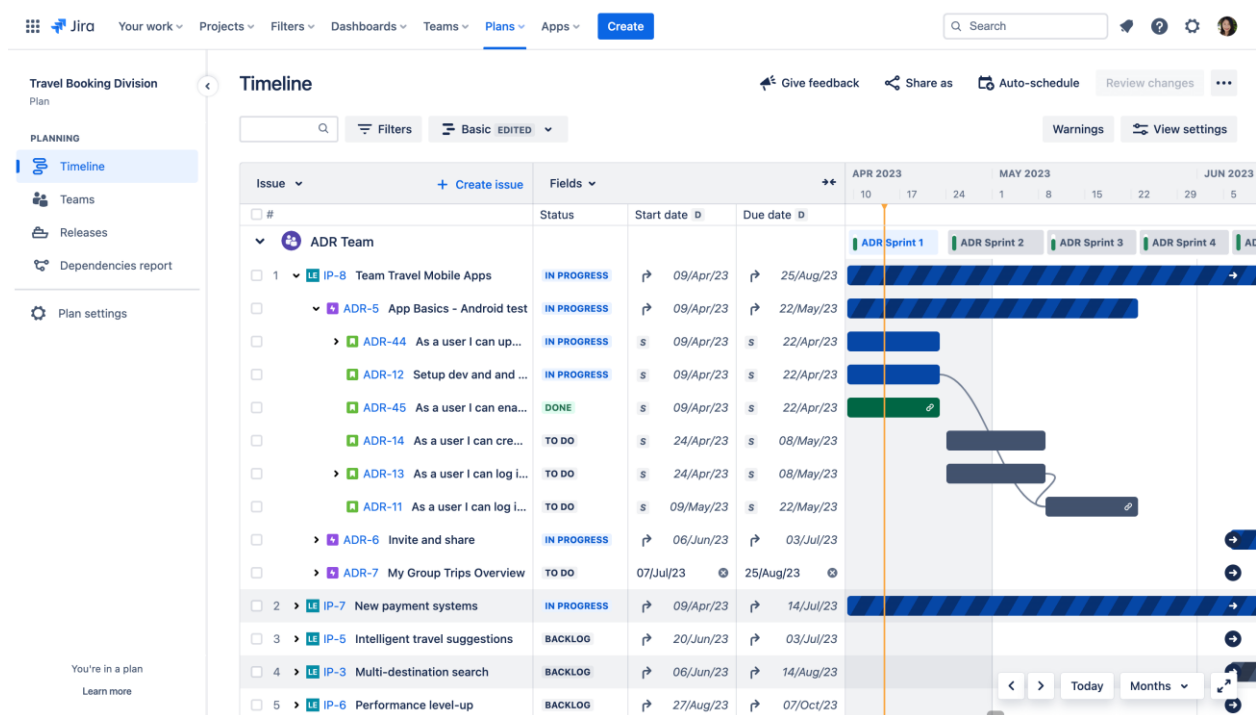 Jira Your work Projects Filters Dashboards Teams Plans Apps Create Search
Travel Booking Division
Plan
PLANNING
Timeline
Teams
Releases
Dependencies report
Plan settings
You're in a plan
Learn more
Timeline
Give feedback Share as Auto-schedule Review changes
Filters Basic EDITED Warnings View settings
Issue + Create issue Fields APR 2023 MAY 2023 JUN 2023
10 17 24 1 8 15 22 29 5
# Status Start date D Due date D
ADR Team ADR Sprint 1 ADR Sprint 2 ADR Sprint 3 ADR Sprint 4
1 LE IP-8 Team Travel Mobile Apps IN PROGRESS 09/Apr/23 25/Aug/23
ADR-5 App Basics - Android test IN PROGRESS 09/Apr/23 22/May/23
ADR-44 As a user I can up... IN PROGRESS S 09/Apr/23 S 22/Apr/23
ADR-12 Setup dev and and ... IN PROGRESS S 09/Apr/23 S 22/Apr/23
ADR-45 As a user I can ena... DONE S 09/Apr/23 S 22/Apr/23
ADR-14 As a user I can cre... TO DO S 24/Apr/23 S 08/May/23
ADR-13 As a user I can log i... TO DO S 24/Apr/23 S 08/May/23
ADR-11 As a user I can log i... TO DO S 09/May/23 S 22/May/23
ADR-6 Invite and share IN PROGRESS 06/Jun/23 03/Jul/23
ADR-7 My Group Trips Overview TO DO 07/Jul/23 25/Aug/23
2 LE IP-7 New payment systems IN PROGRESS 09/Apr/23 14/Jul/23
3 LE IP-5 Intelligent travel suggestions BACKLOG 20/Jun/23 03/Jul/23
4 LE IP-3 Multi-destination search BACKLOG 06/Jun/23 14/Aug/23
5 LE IP-6 Performance level-up BACKLOG 27/Aug/23 07/Oct/23
Today Months